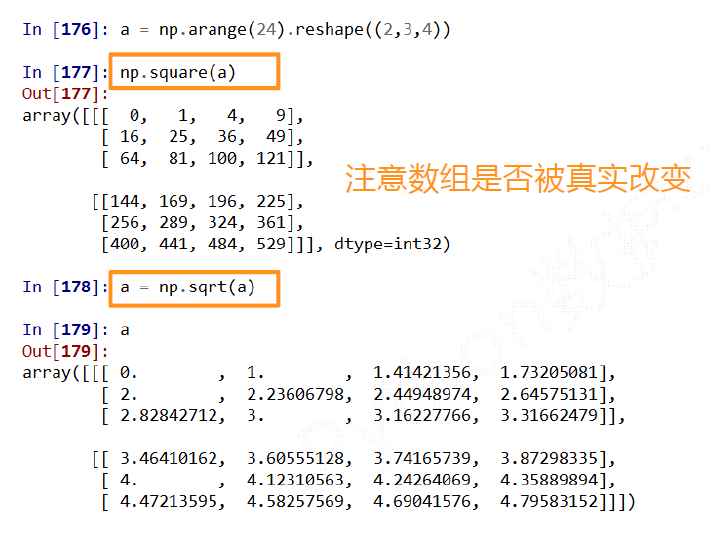 In [176]: a = np.arange(24).reshape((2,3,4))
In [177]: np.square(a)
Out[177]:
array([[[  0,   1,   4,   9],
        [ 16,  25,  36,  49],
        [ 64,  81, 100, 121]],
注意数组是否被真实改变
       [[144, 169, 196, 225],
        [256, 289, 324, 361],
        [400, 441, 484, 529]]], dtype=int32)
In [178]: a = np.sqrt(a)
In [179]: a
Out[179]:
array([[[ 0.        ,  1.        ,  1.41421356,  1.73205081],
        [ 2.        ,  2.23606798,  2.44948974,  2.64575131],
        [ 2.82842712,  3.        ,  3.16227766,  3.31662479]],
       [[ 3.46410162,  3.60555128,  3.74165739,  3.87298335],
        [ 4.        ,  4.12310563,  4.24264069,  4.35889894],
        [ 4.47213595,  4.58257569,  4.69041576,  4.79583152]]])